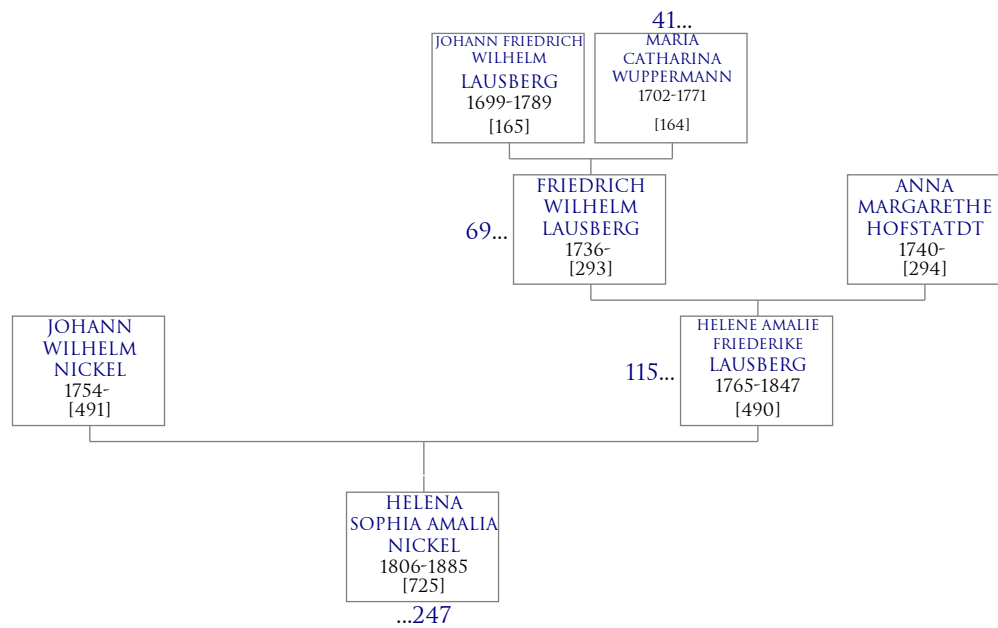 41...
JOHANN FRIEDRICH
WILHELM
LAUSBERG
1699-1789
[165]
MARIA
CATHARINA
WUPPERMANN
1702-1771
[164]
69...
FRIEDRICH
WILHELM
LAUSBERG
1736-
[293]
ANNA
MARGARETHE
HOFSTATDT
1740-
[294]
JOHANN
WILHELM
NICKEL
1754-
[491]
115...
HELENE AMALIE
FRIEDERIKE
LAUSBERG
1765-1847
[490]
HELENA
SOPHIA AMALIA
NICKEL
1806-1885
[725]
...247